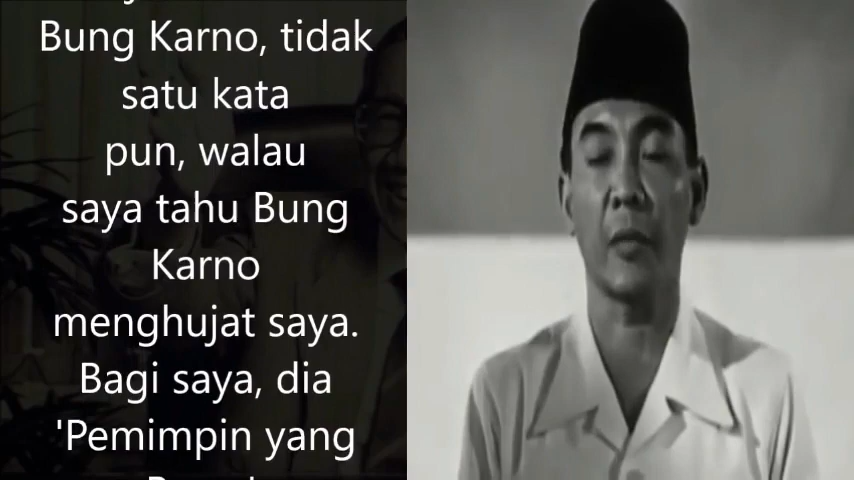 Bung Karno, tidak
satu kata
pun, walau
saya tahu Bung
Karno
menghujat saya.
Bagi saya, dia
'Pemimpin yang